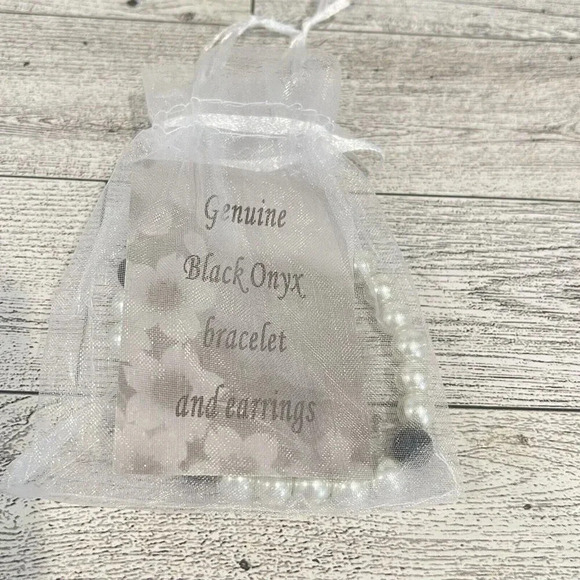 Genuine
Black Onyx
bracelet
and earrings